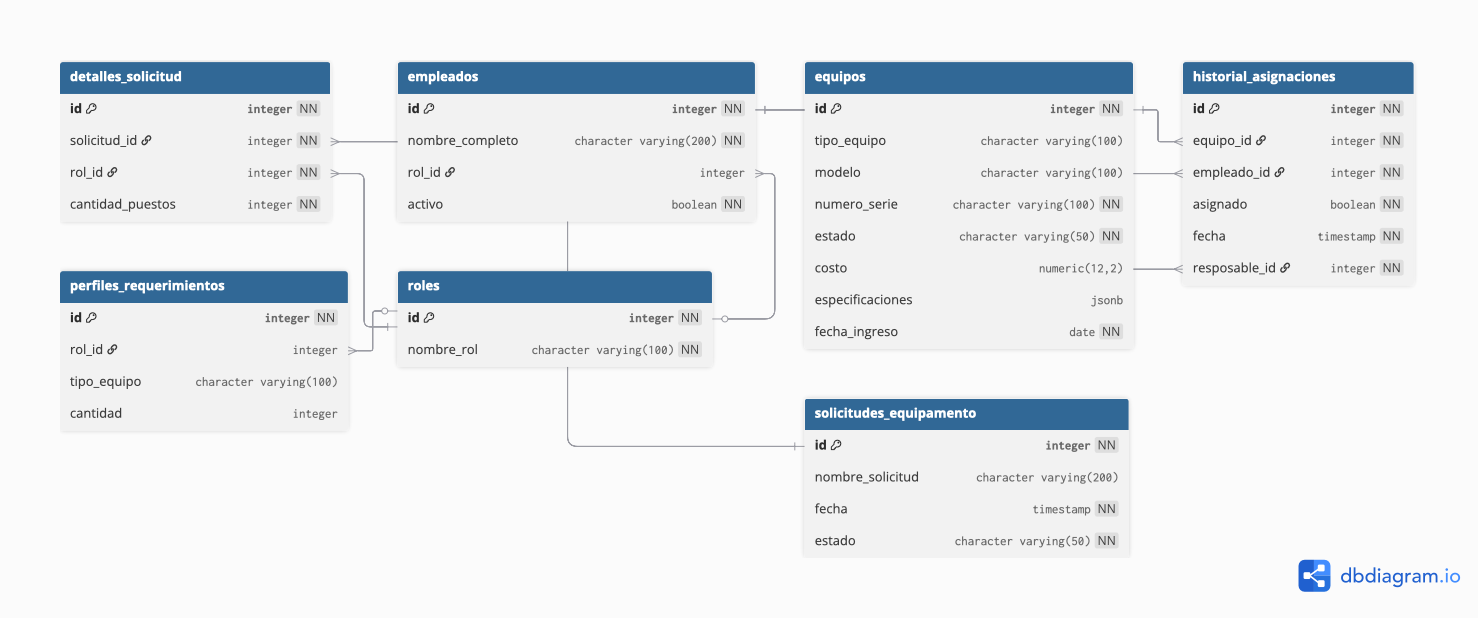 detalles_solicitud
id integer NN
solicitud_id integer NN
rol_id integer NN
cantidad_puestos integer NN
empleados
id integer NN
nombre_completo character varying(200) NN
rol_id integer
activo boolean NN
equipos
id integer NN
tipo_equipo character varying(100)
modelo character varying(100)
numero_serie character varying(100) NN
estado character varying(50) NN
costo numeric(12,2)
especificaciones jsonb
fecha_ingreso date NN
historial_asignaciones
id integer NN
equipo_id integer NN
empleado_id integer NN
asignado boolean NN
fecha timestamp NN
resposable_id integer NN
perfiles_requerimientos
id integer NN
rol_id integer
tipo_equipo character varying(100)
cantidad integer
roles
id integer NN
nombre_rol character varying(100) NN
solicitudes_equipamento
id integer NN
nombre_solicitud character varying(200)
fecha timestamp NN
estado character varying(50) NN
dbdiagram.io